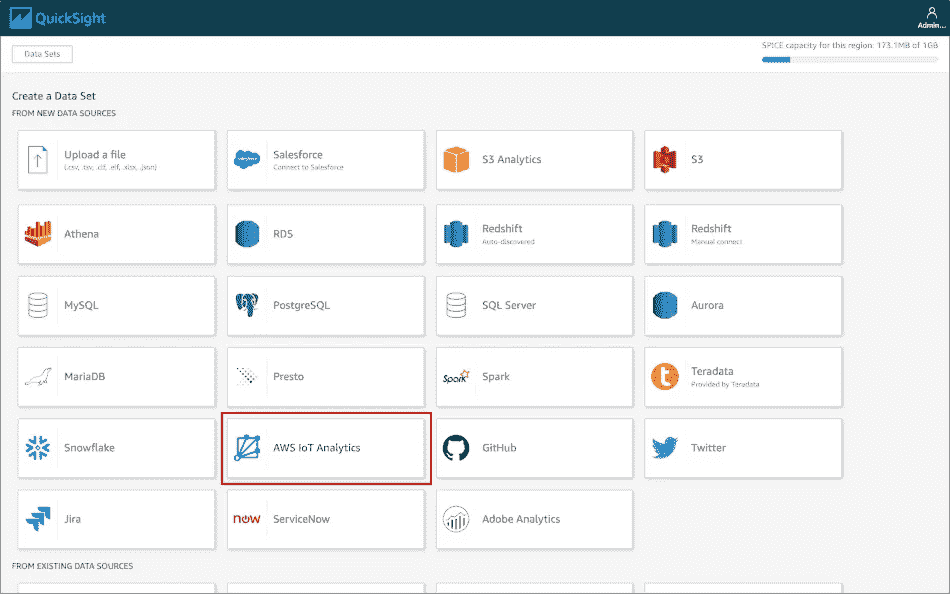 QuickSight
Admin...
Data Sets
SPICE capacity for this region: 173.1MB of 1GB
Create a Data Set
FROM NEW DATA SOURCES
Upload a file
(.csv, .tsv, .clf, .elf, .xlsx, .json)
Salesforce
Connect to Salesforce
S3 Analytics
S3
Athena
RDS
Redshift
Auto-discovered
Redshift
Manual connect
MySQL
PostgreSQL
SQL Server
Aurora
MariaDB
Presto
Spark
Spark
Teradata
Provided by Teradata
Snowflake
AWS IoT Analytics
GitHub
Twitter
Jira
now
ServiceNow
Adobe Analytics
FROM EXISTING DATA SOURCES